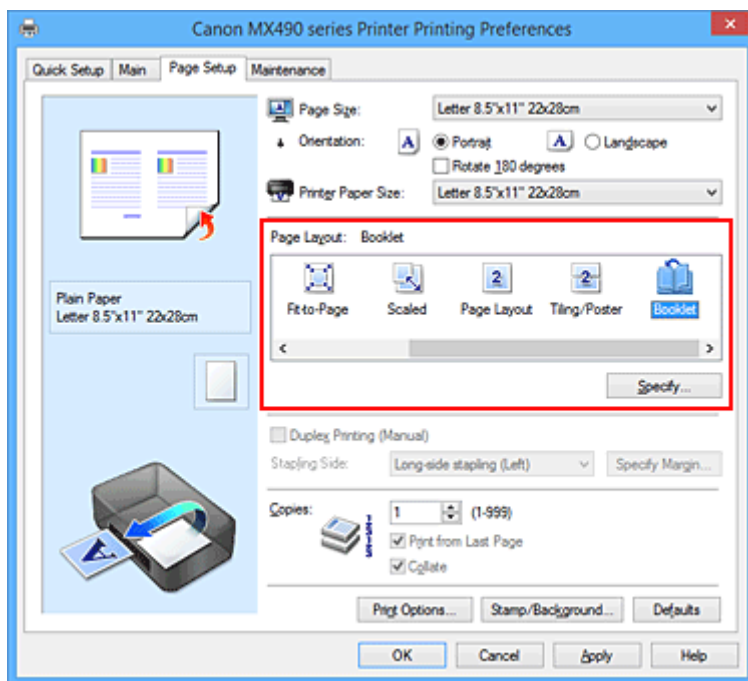 Canon MX490 series Printer Printing Preferences
Quick Setup Main Page Setup Maintenance
Page Size: Letter 8.5"x11" 22x28cm
Orientation: A Portrait A Landscape
Rotate 180 degrees
Printer Paper Size: Letter 8.5"x11" 22x28cm
Page Layout: Booklet
2 2
Fit-to-Page Scaled Page Layout Tiling/Poster Booklet
Specify...
Plain Paper
Letter 8.5"x11" 22x28cm
Duplex Printing (Manual)
Stapling Side: Long-side stapling (Left) Specify Margin...
Copies: 1 (1-999)
Print from Last Page
Collate
A
Print Options... Stamp/Background... Defaults
OK Cancel Apply Help